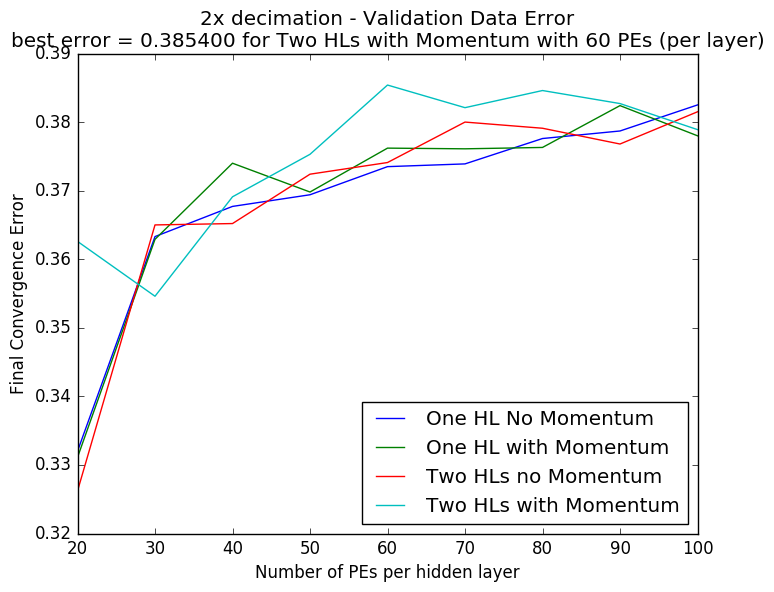 2x decimation - Validation Data Error
best error = 0.385400 for Two HLs with Momentum with 60 PEs (per layer)
0.39
0.38
0.37
0.36
0.35
0.34
0.33
0.32
Final Convergence Error
One HL No Momentum
One HL with Momentum
Two HLs no Momentum
Two HLs with Momentum
20 30 40 50 60 70 80 90 100
Number of PEs per hidden layer